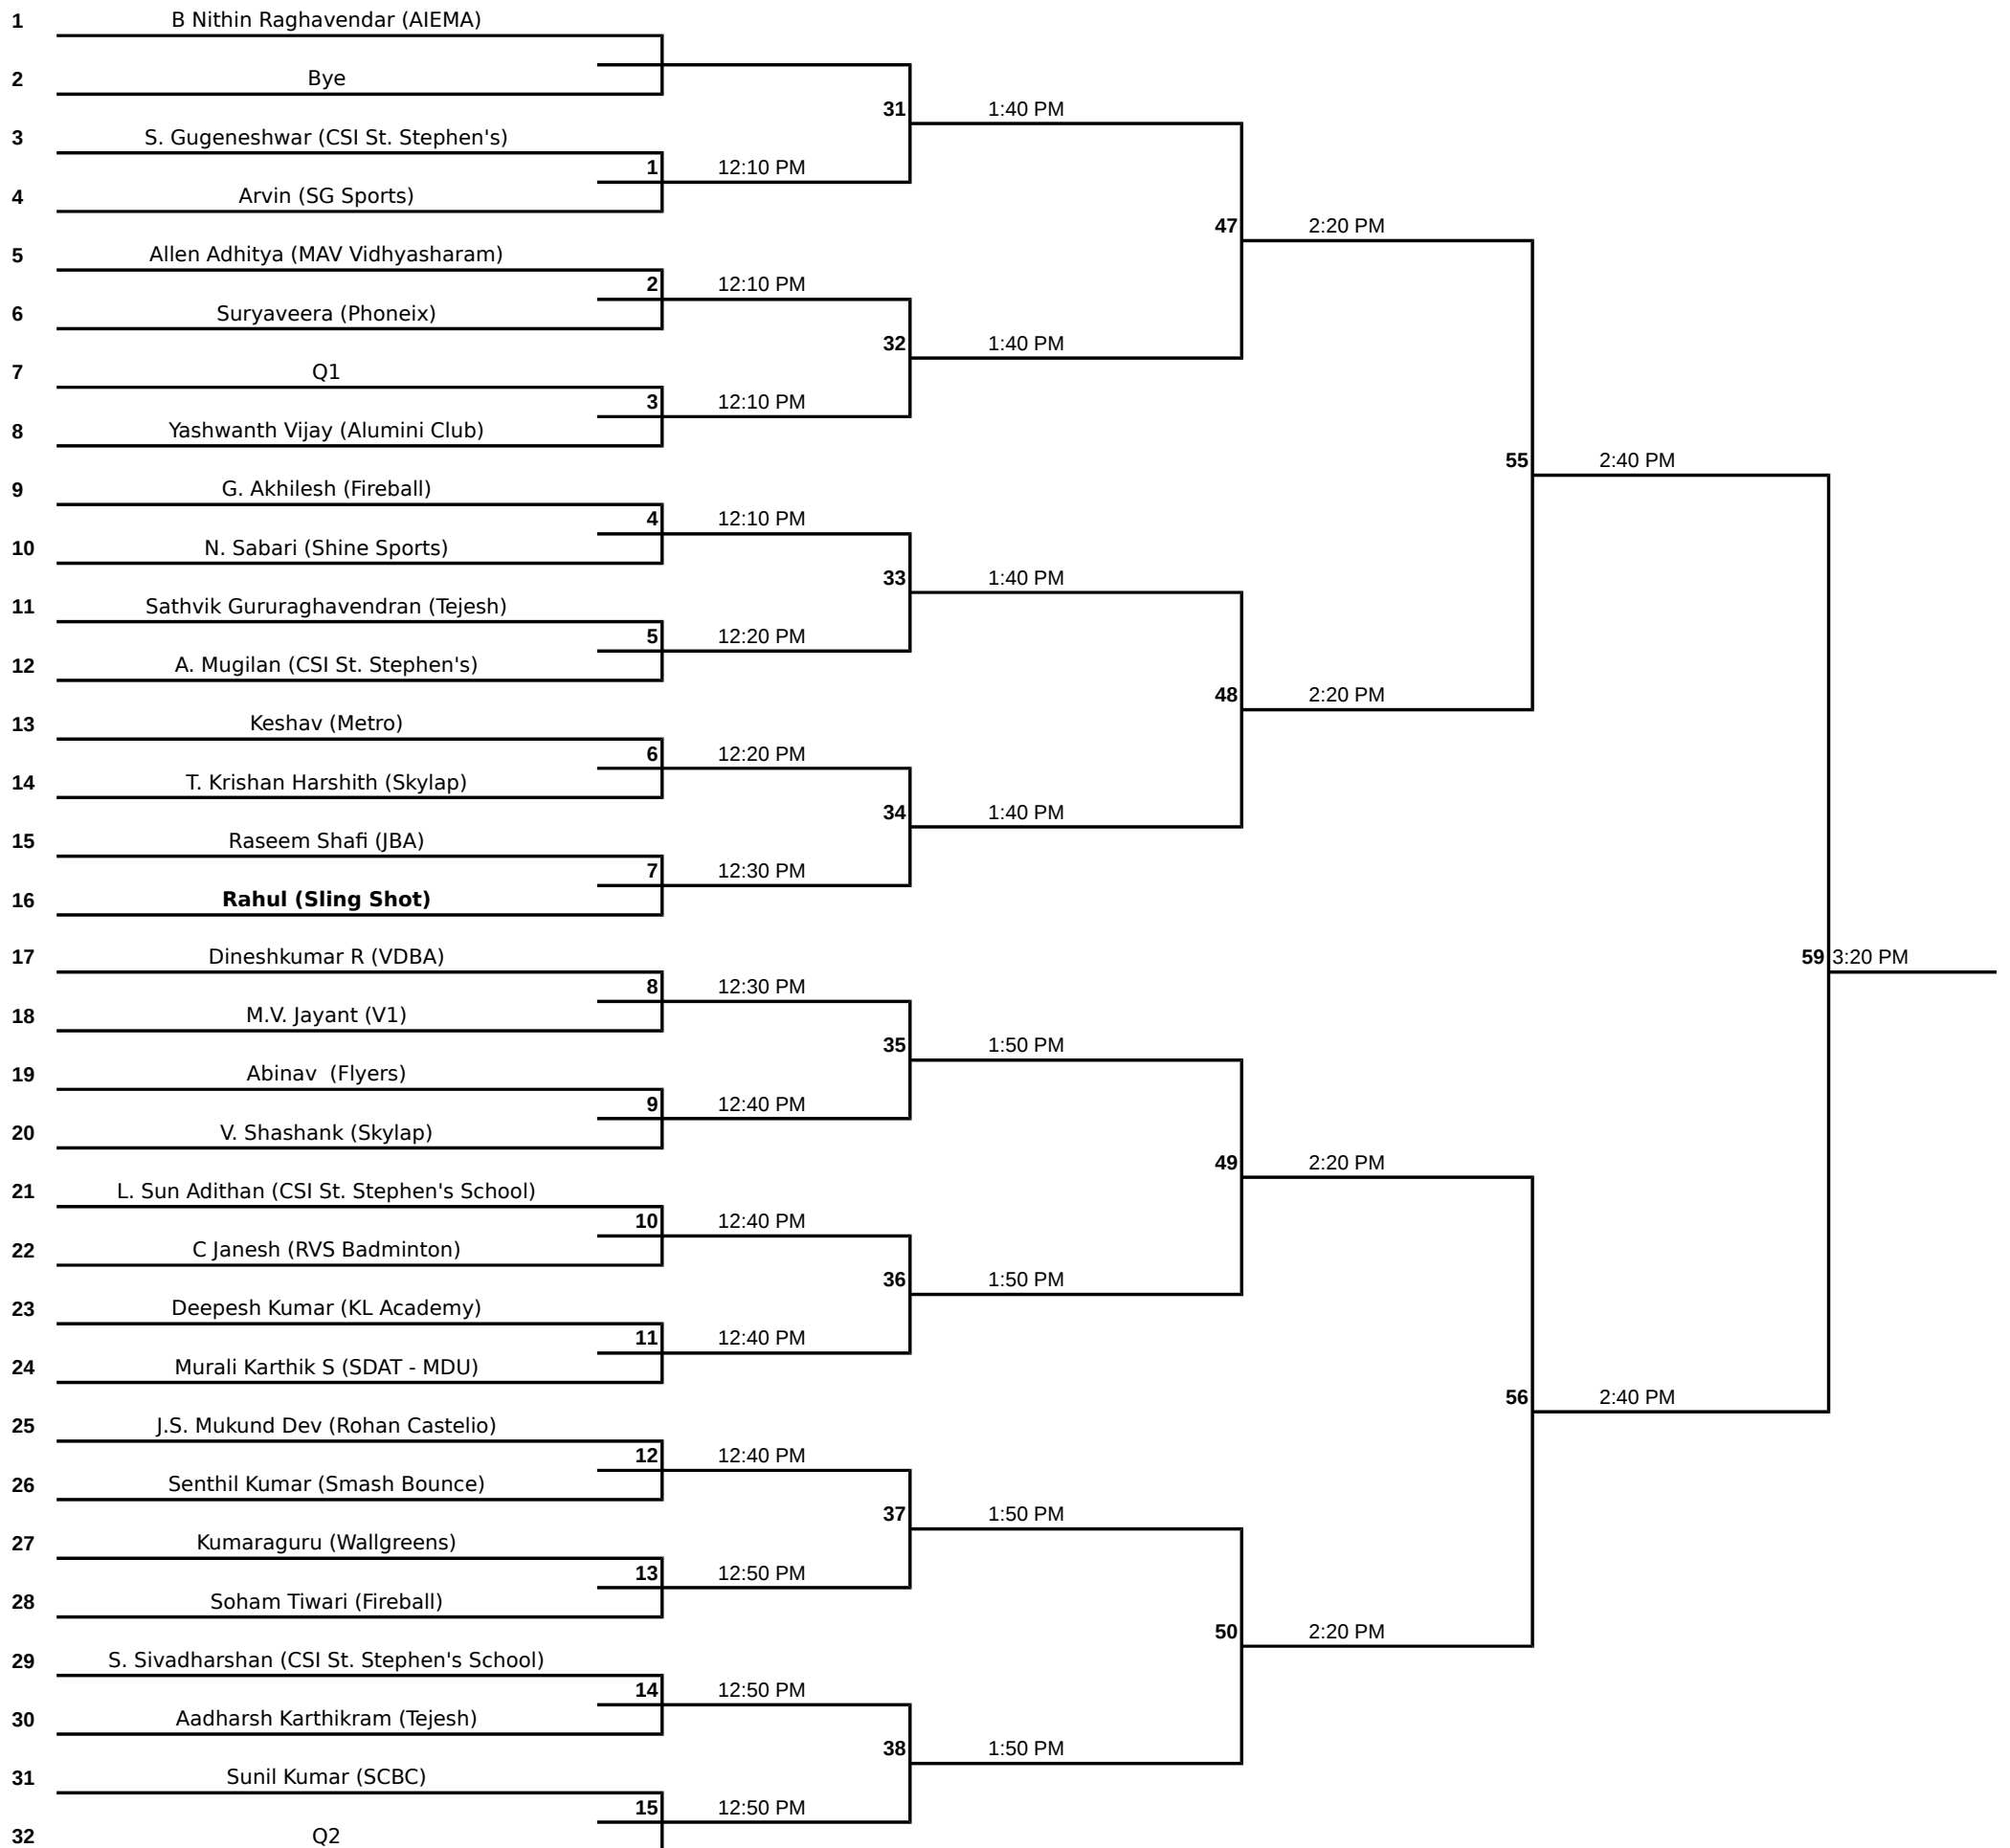 1 B Nithin Raghavendar (AIEMA)
2 Bye
31 1:40 PM
3 S. Gugeneshwar (CSI St. Stephen's)
1 12:10 PM
4 Arvin (SG Sports)
47 2:20 PM
5 Allen Adhitya (MAV Vidhyasharam)
2 12:10 PM
6 Suryaveera (Phoneix)
32 1:40 PM
7 Q1
3 12:10 PM
8 Yashwanth Vijay (Alumini Club)
55 2:40 PM
9 G. Akhilesh (Fireball)
4 12:10 PM
10 N. Sabari (Shine Sports)
33 1:40 PM
11 Sathvik Gururaghavendran (Tejesh)
5 12:20 PM
12 A. Mugilan (CSI St. Stephen's)
48 2:20 PM
13 Keshav (Metro)
6 12:20 PM
14 T. Krishan Harshith (Skylap)
34 1:40 PM
15 Raseem Shafi (JBA)
7 12:30 PM
16 Rahul (Sling Shot)
17 Dineshkumar R (VDBA)
59 3:20 PM
8 12:30 PM
18 M.V. Jayant (V1)
35 1:50 PM
19 Abinav  (Flyers)
9 12:40 PM
20 V. Shashank (Skylap)
49 2:20 PM
21 L. Sun Adithan (CSI St. Stephen's School)
10 12:40 PM
22 C Janesh (RVS Badminton)
36 1:50 PM
23 Deepesh Kumar (KL Academy)
11 12:40 PM
24 Murali Karthik S (SDAT - MDU)
56 2:40 PM
25 J.S. Mukund Dev (Rohan Castelio)
12 12:40 PM
26 Senthil Kumar (Smash Bounce)
37 1:50 PM
27 Kumaraguru (Wallgreens)
13 12:50 PM
28 Soham Tiwari (Fireball)
50 2:20 PM
29 S. Sivadharshan (CSI St. Stephen's School)
14 12:50 PM
30 Aadharsh Karthikram (Tejesh)
38 1:50 PM
31 Sunil Kumar (SCBC)
15 12:50 PM
32 Q2